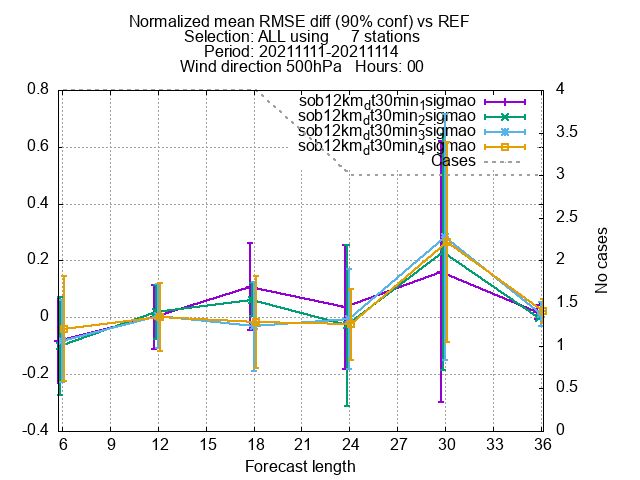 Normalized mean RMSE diff (90% conf) vs REF
Selection: ALL using 7 stations
Period: 20211111-20211114
Wind direction 500hPa Hours: 00
sob12km_dt30min_1sigmao
sob12km_dt30min_2sigmao
sob12km_dt30min_3sigmao
sob12km_dt30min_4sigmao
Cases
0.8
0.6
0.4
0.2
0
-0.2
-0.4
4
3.5
3
2.5
2
1.5
1
0.5
0
No cases
6 9 12 15 18 21 24 27 30 33 36
Forecast length